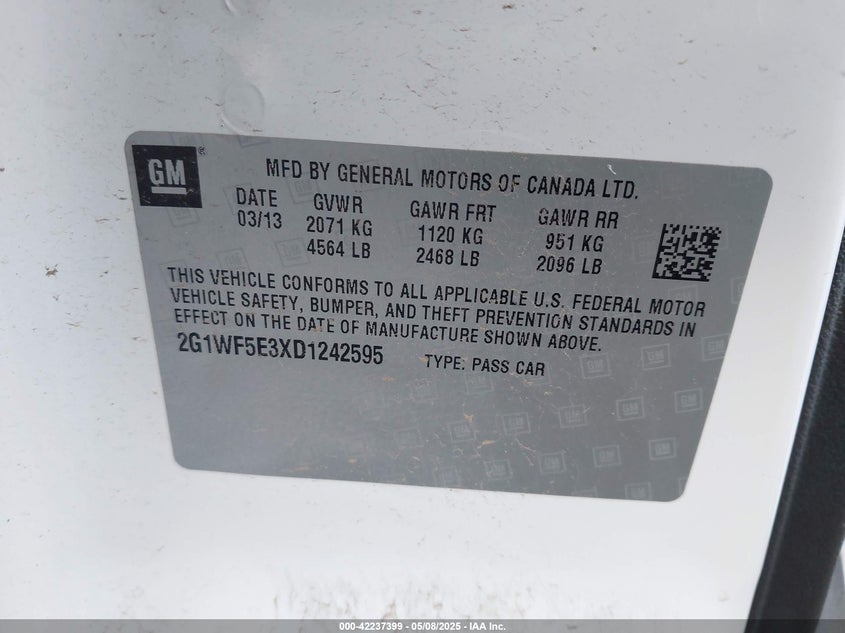 GM
MFD BY GENERAL MOTORS OF CANADA LTD.
DATE GVWR GAWR FRT GAWR RR
03/13 2071 KG 1120 KG 951 KG
4564 LB 2468 LB 2096 LB
THIS VEHICLE CONFORMS TO ALL APPLICABLE U.S. FEDERAL MOTOR
VEHICLE SAFETY, BUMPER, AND THEFT PREVENTION STANDARDS IN
EFFECT ON THE DATE OF MANUFACTURE SHOWN ABOVE.
2G1WF5E3XD1242595 TYPE: PASS CAR
000-42237399 - 05/08/2025 - IAA Inc.